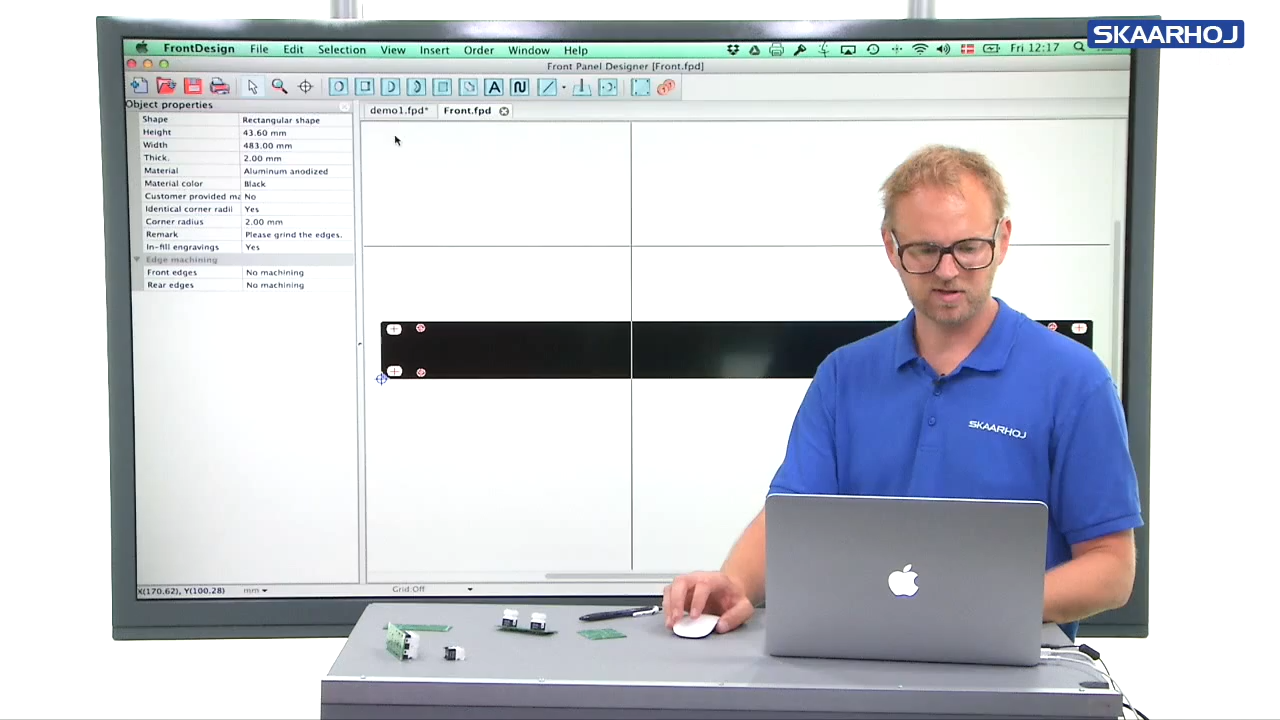 SKAARHOJ
FrontDesign File Edit Selection View Insert Order Window Help
Fri 12:17
Front Panel Designer [Front.fpd]
Object properties
demo1.fpd* Front.fpd
Shape Rectangular shape
Height 43.60 mm
Width 483.00 mm
Thick. 2.00 mm
Material Aluminum anodized
Material color Black
Customer provided ma No
Identical corner radii Yes
Corner radius 2.00 mm
Remark Please grind the edges.
In-fill engravings Yes
Edge machining
Front edges No machining
Rear edges No machining
SKAARHOJ
X(170.62), Y(100.28) mm Grid:Off